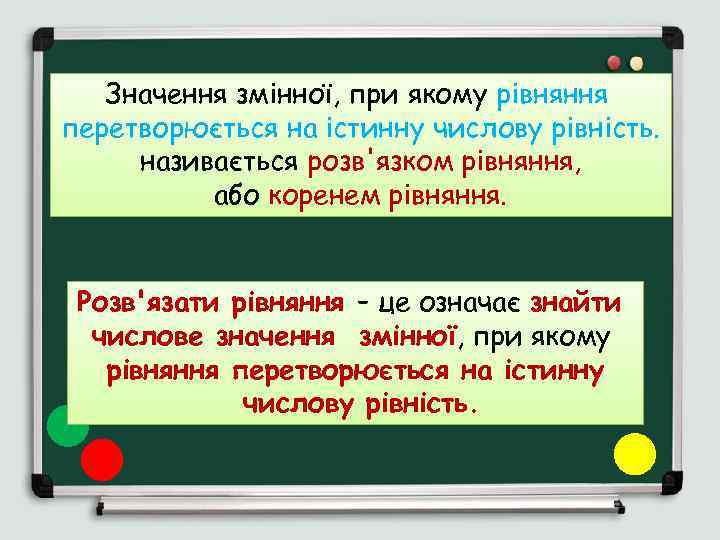 Значення змінної, при якому рівняння
перетворюється на істинну числову рівність.
називається розв'язком рівняння,
або коренем рівняння.
Розв'язати рівняння – це означає знайти
числове значення змінної, при якому
рівняння перетворюється на істинну
числову рівність.